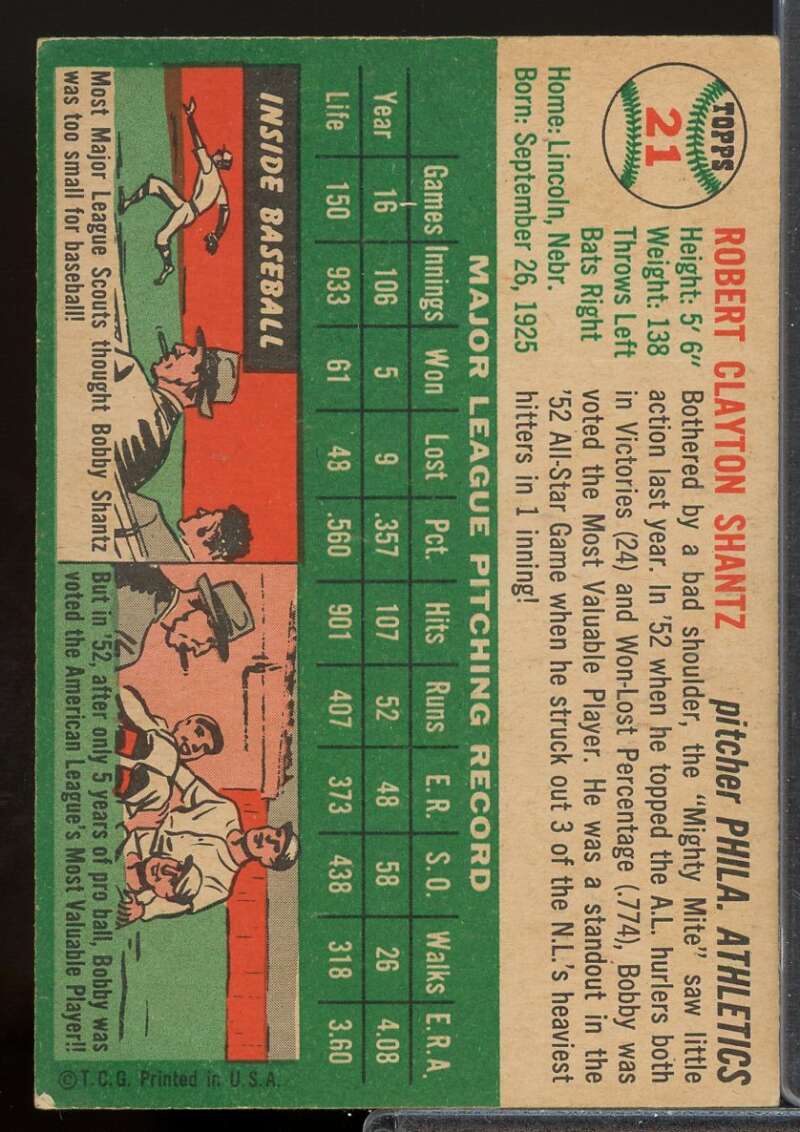 TOPPS
21
ROBERT CLAYTON SHANTZ pitcher PHILA. ATHLETICS
Height: 5' 6"
Weight: 138
Throws Left
Bats Right
Home: Lincoln, Nebr.
Born: September 26, 1925
Bothered by a bad shoulder, the "Mighty Mite" saw little
action last year. In '52 when he topped the A.L. hurlers both
in Victories (24) and Won-Lost Percentage (.774), Bobby was
voted the Most Valuable Player. He was a standout in the
'52 All-Star Game when he struck out 3 of the N.L.'s heaviest
hitters in 1 inning!
MAJOR LEAGUE PITCHING RECORD
Games Innings Won Lost Pct. Hits Runs E.R. S.O. Walks E.R.A.
Year 16 106 5 9 .357 107 52 48 58 26 4.08
Life 150 933 61 48 .560 901 407 373 438 318 3.60
INSIDE BASEBALL
Most Major League Scouts thought Bobby Shantz
was too small for baseball!
But in '52, after only 5 years of pro ball, Bobby was
voted the American League's Most Valuable Player!!
©T.C.G. Printed in U.S.A.